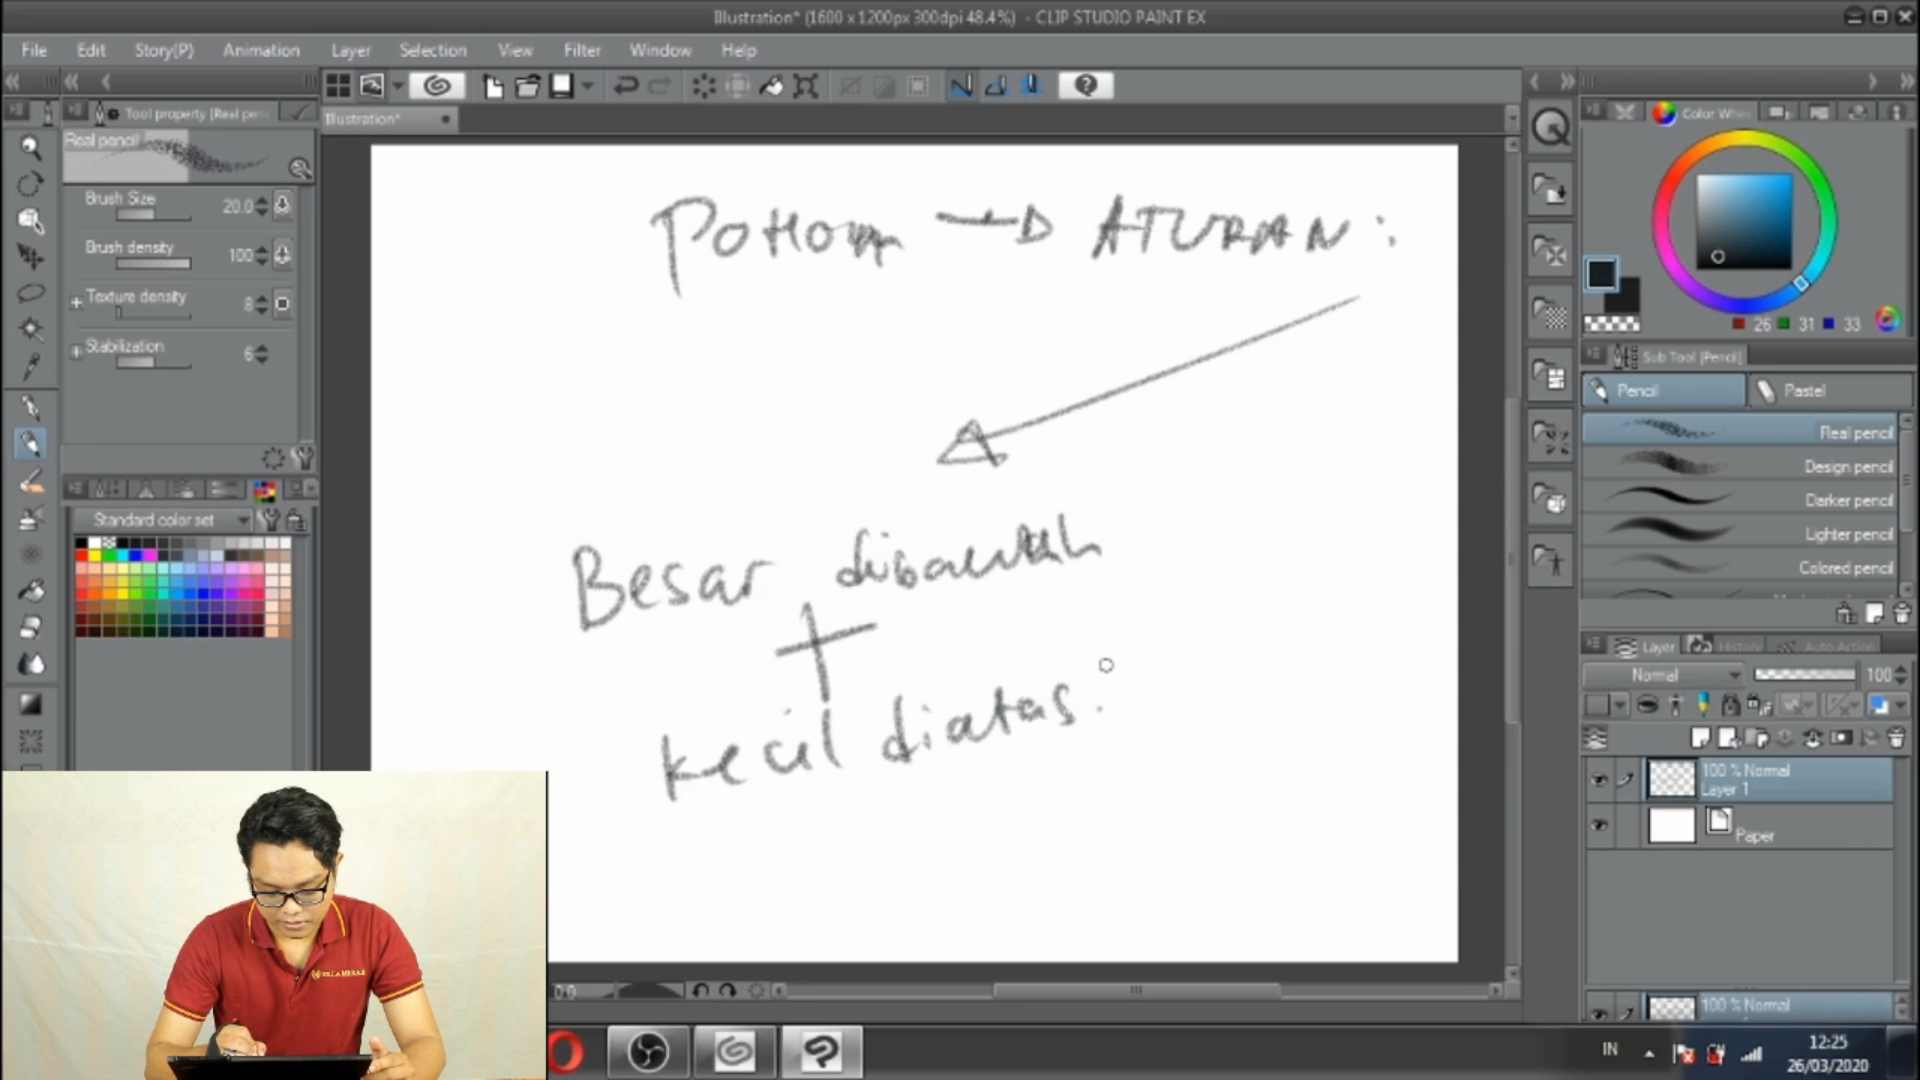 Illustration* (1600 x 1200px 300dpi 48.4%) - CLIP STUDIO PAINT EX
File Edit Story(P) Animation Layer Selection View Filter Window Help
Tool property [Real pen
Illustration*
Color Whe
Real pencil
Brush Size 20.0
Brush density 100
Texture density 8
Stabilization 6
Standard color set
POHON → ATURAN:
Besar dibawah
+
kecil diatas:
26 31 33
Sub Tool [Pencil]
Pencil Pastel
Real pencil
Design pencil
Darker pencil
Lighter pencil
Colored pencil
Layer History Auto Action
Normal 100
100 % Normal
Layer 1
Paper
100 % Normal
0.0
IN
12:25
26/03/2020